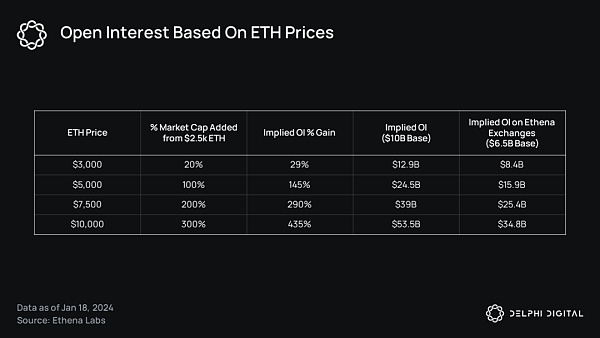 Open Interest Based On ETH Prices
ETH Price
% Market Cap Added
from $2.5k ETH
Implied OI % Gain
Implied OI
($10B Base)
Implied OI on Ethena
Exchanges
($6.5B Base)
$3,000 20% 29% $12.9B $8.4B
$5,000 100% 145% $24.5B $15.9B
$7,500 200% 290% $39B $25.4B
$10,000 300% 435% $53.5B $34.8B
Data as of Jan 18, 2024
Source: Ethena Labs
DELPHI DIGITAL